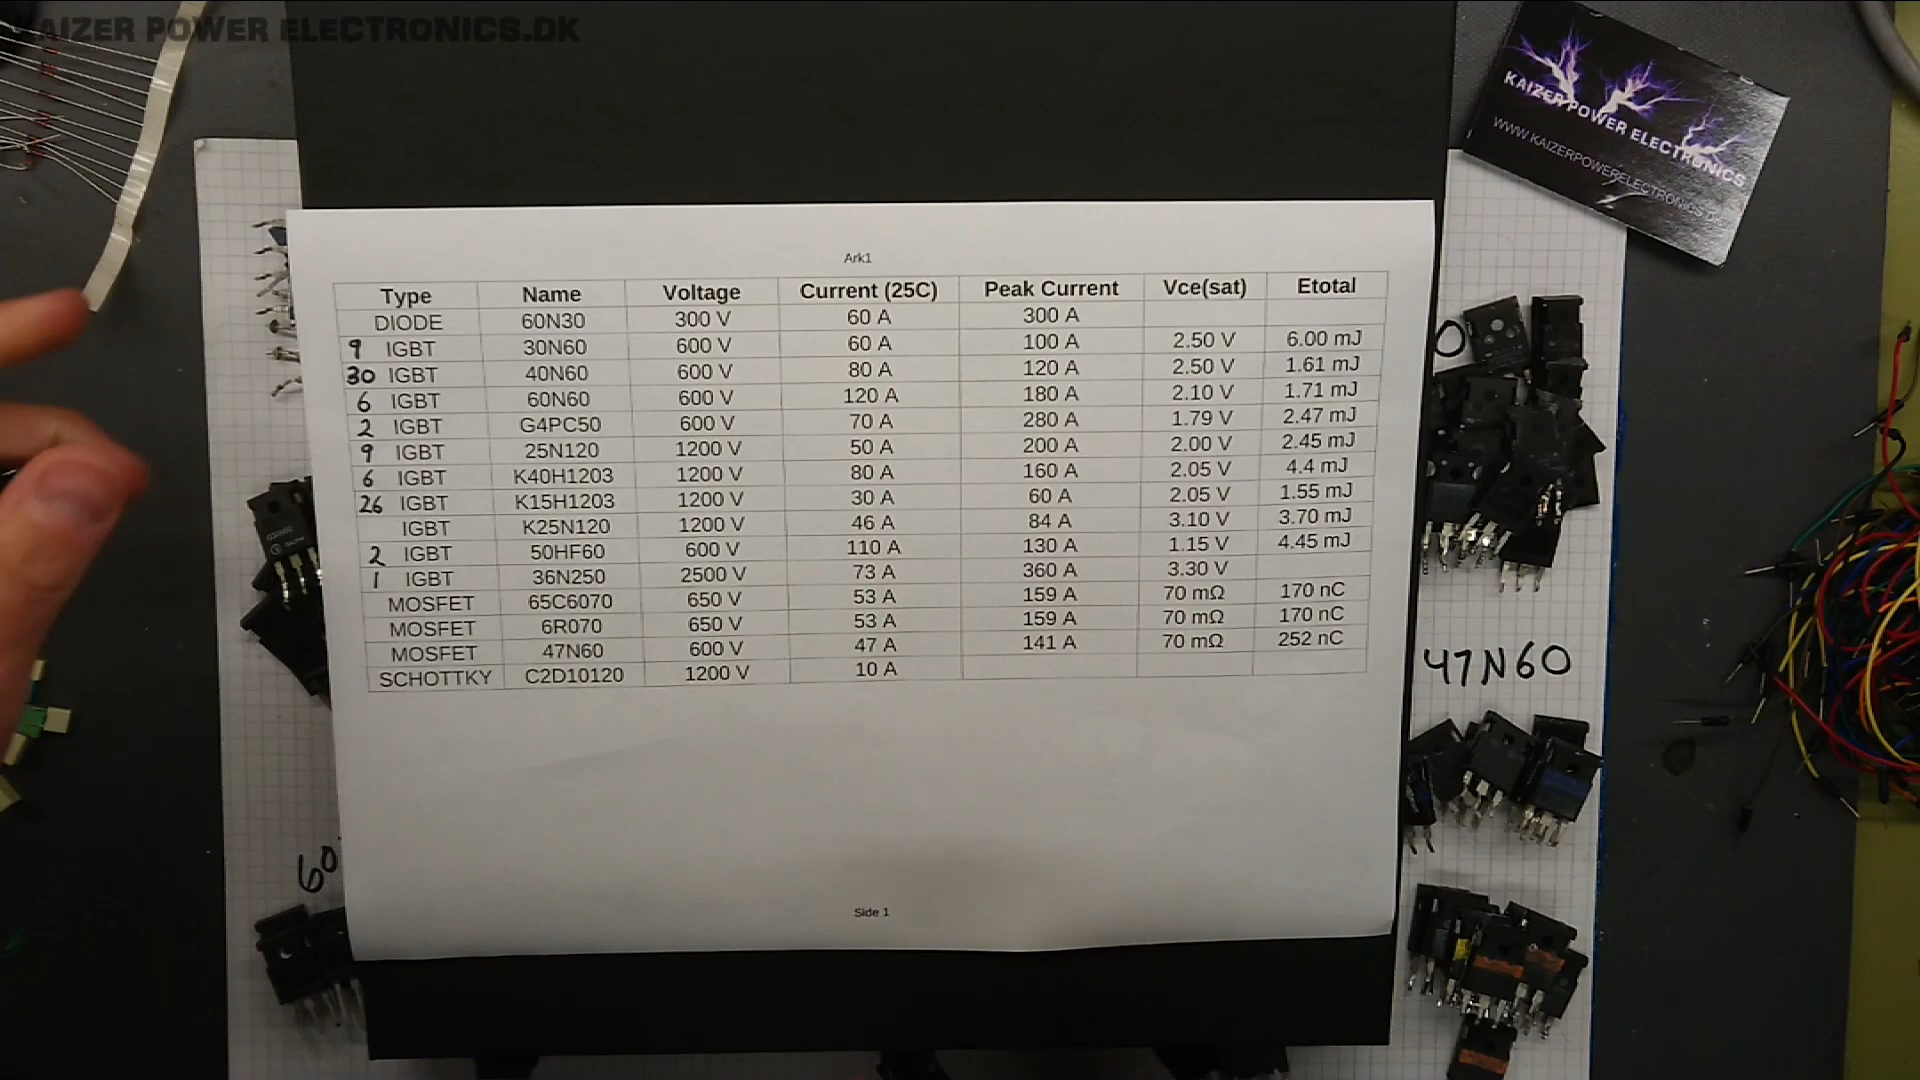 KAIZER POWER ELECTRONICS.DK
KAIZER POWER ELECTRONICS
WWW.KAIZERPOWERELECTRONICS.D
Ark1
Type Name Voltage Current (25C) Peak Current Vce(sat) Etotal
DIODE 60N30 300 V 60 A 300 A
9 IGBT 30N60 600 V 60 A 100 A 2.50 V 6.00 mJ
30 IGBT 40N60 600 V 80 A 120 A 2.50 V 1.61 mJ
6 IGBT 60N60 600 V 120 A 180 A 2.10 V 1.71 mJ
2 IGBT G4PC50 600 V 70 A 280 A 1.79 V 2.47 mJ
9 IGBT 25N120 1200 V 50 A 200 A 2.00 V 2.45 mJ
6 IGBT K40H1203 1200 V 80 A 160 A 2.05 V 4.4 mJ
26 IGBT K15H1203 1200 V 30 A 60 A 2.05 V 1.55 mJ
IGBT K25N120 1200 V 46 A 84 A 3.10 V 3.70 mJ
2 IGBT 50HF60 600 V 110 A 130 A 1.15 V 4.45 mJ
1 IGBT 36N250 2500 V 73 A 360 A 3.30 V
MOSFET 65C6070 650 V 53 A 159 A 70 mΩ 170 nC
MOSFET 6R070 650 V 53 A 159 A 70 mΩ 170 nC
MOSFET 47N60 600 V 47 A 141 A 70 mΩ 252 nC
SCHOTTKY C2D10120 1200 V 10 A
Side 1
0
47N60
60